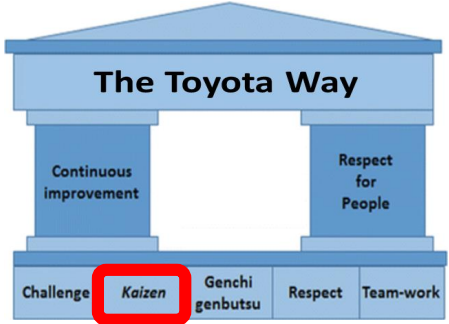 The Toyota Way
Continuous
improvement
Respect
for
People
Challenge
Kaizen
Genchi
genbutsu
Respect
Team-work